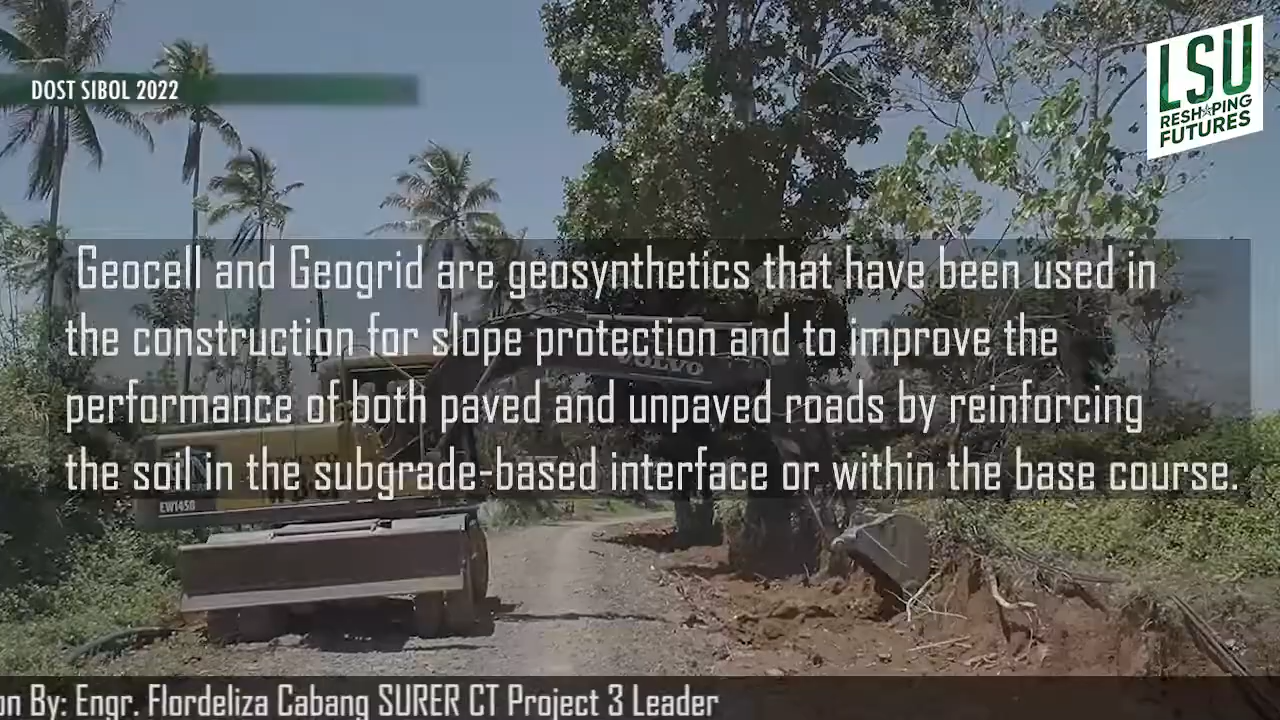 DOST SIBOL 2022
LSU
RESHAPING
FUTURES
Geocell and Geogrid are geosynthetics that have been used in
the construction for slope protection and to improve the
VOLVO
performance of both paved and unpaved roads by reinforcing
the soil in the subgrade-based interface or within the base course.
VOLVO
EW145B
on By: Engr. Flordeliza Cabang SURER CT Project 3 Leader